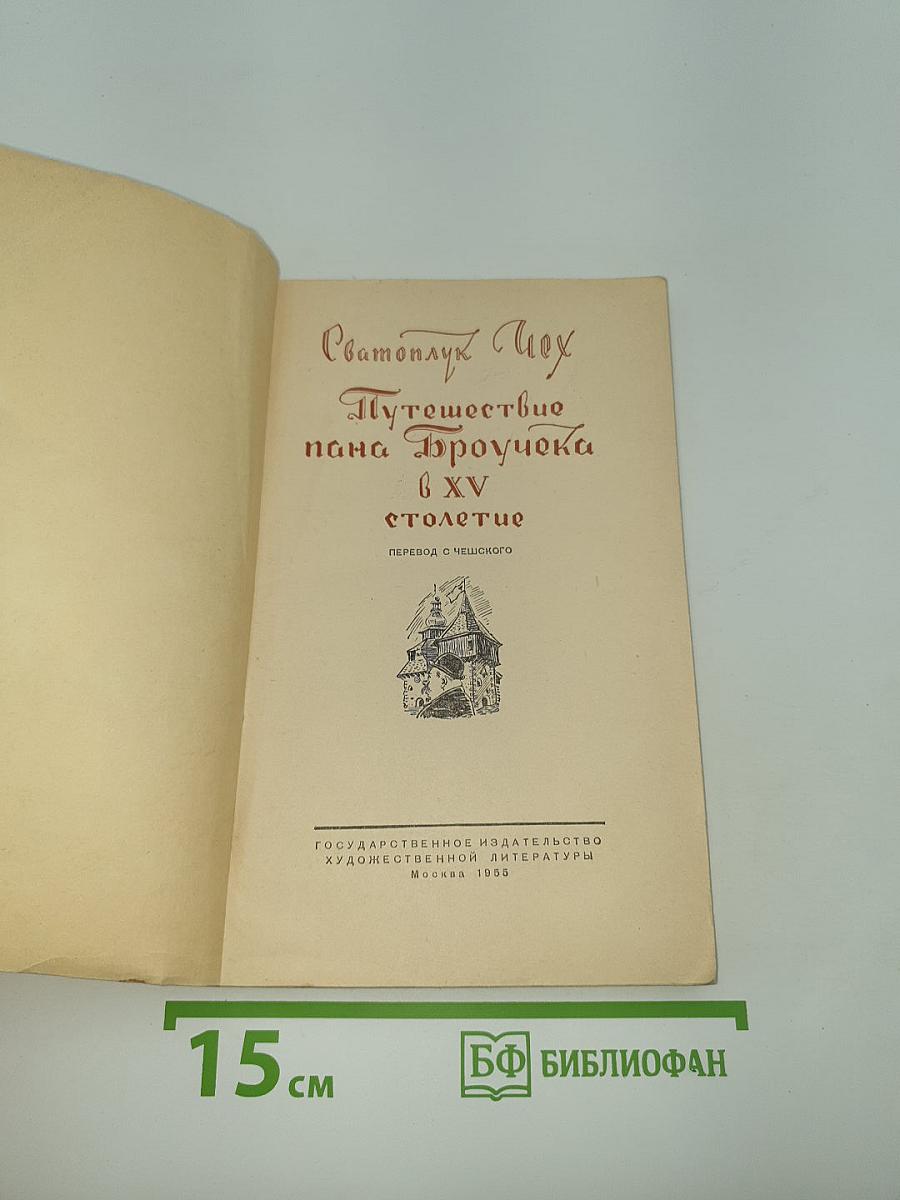 Сватоплук Чех
Путешествие
пана Броучека
в XV
столетие
ПЕРЕВОД С ЧЕШСКОГО
ГОСУДАРСТВЕННОЕ ИЗДАТЕЛЬСТВО
ХУДОЖЕСТВЕННОЙ ЛИТЕРАТУРЫ
Москва 1955
15 см
БФ БИБЛИОФАН